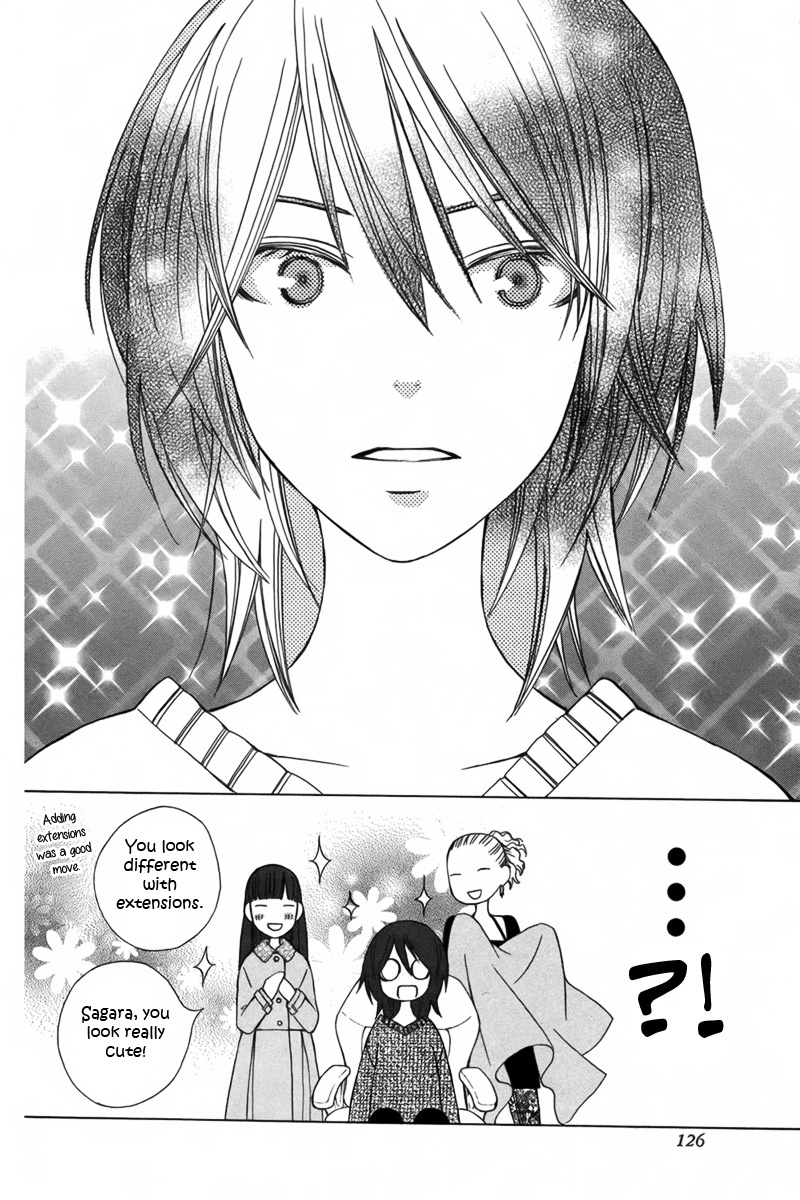 Adding
extensions
was a good
move.
You look
different
with
extensions.
Sagara, you
look really
cute!
...
?!
126